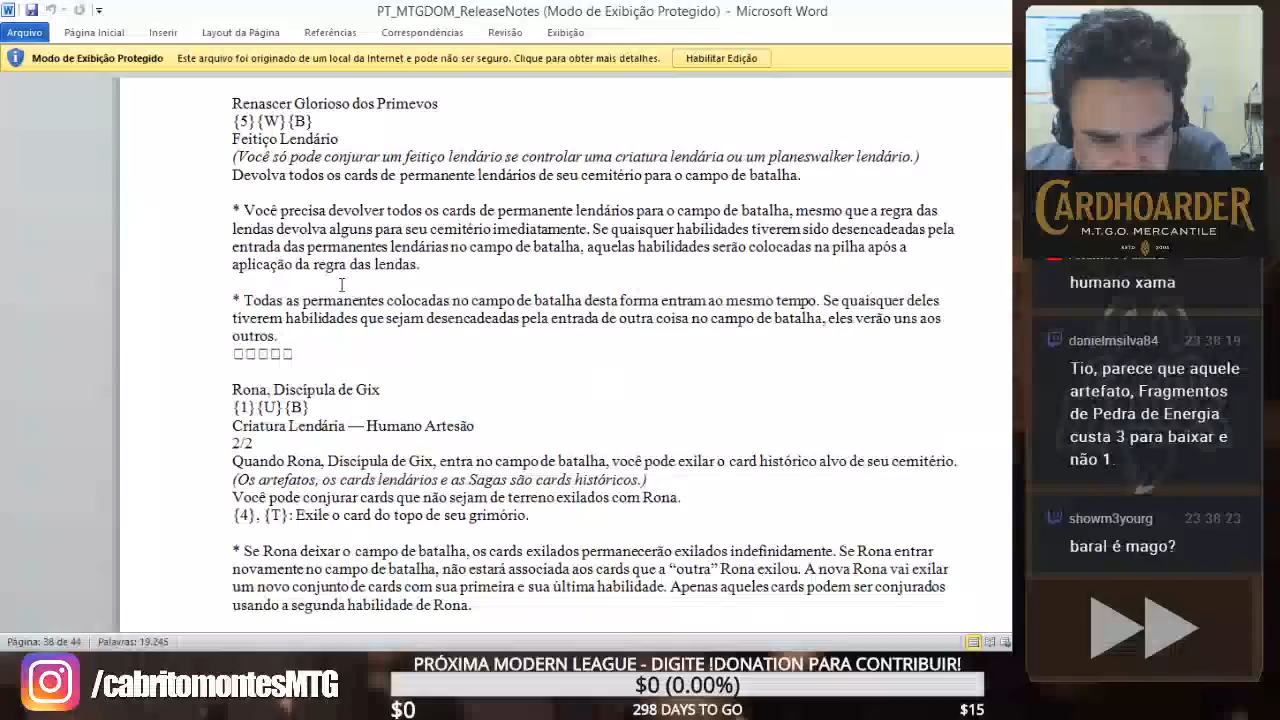 PT_MTGDOM_ReleaseNotes (Modo de Exibição Protegido) - Microsoft Word
Arquivo Página Inicial Inserir Layout da Página Referências Correspondências Revisão Exibição
Modo de Exibição Protegido Este arquivo foi originado de um local da Internet e pode não ser seguro. Clique para obter mais detalhes. Habilitar Edição
Renascer Glorioso dos Primevos
{5}{W}{B}
Feitiço Lendário
(Você só pode conjurar um feitiço lendário se controlar uma criatura lendária ou um planeswalker lendário.)
Devolva todos os cards de permanente lendários de seu cemitério para o campo de batalha.
* Você precisa devolver todos os cards de permanente lendários para o campo de batalha, mesmo que a regra das
lendas devolva alguns para seu cemitério imediatamente. Se quaisquer habilidades tiverem sido desencadeadas pela
entrada das permanentes lendárias no campo de batalha, aquelas habilidades serão colocadas na pilha após a
aplicação da regra das lendas.
* Todas as permanentes colocadas no campo de batalha desta forma entram ao mesmo tempo. Se quaisquer deles
tiverem habilidades que sejam desencadeadas pela entrada de outra coisa no campo de batalha, eles verão uns aos
outros.
□□□□□
Rona, Discípula de Gix
{1}{U}{B}
Criatura Lendária — Humano Artesão
2/2
Quando Rona, Discípula de Gix, entra no campo de batalha, você pode exilar o card histórico alvo de seu cemitério.
(Os artefatos, os cards lendários e as Sagas são cards históricos.)
Você pode conjurar cards que não sejam de terreno exilados com Rona.
{4}, {T}: Exile o card do topo de seu grimório.
* Se Rona deixar o campo de batalha, os cards exilados permanecerão exilados indefinidamente. Se Rona entrar
novamente no campo de batalha, não estará associada aos cards que a “outra” Rona exilou. A nova Rona vai exilar
um novo conjunto de cards com sua primeira e sua última habilidade. Apenas aqueles cards podem ser conjurados
usando a segunda habilidade de Rona.
Página: 38 de 44 Palavras: 19.245
CARDHOARDER
M.T.G.O. MERCANTILE
ESTD 2004
humano xama
danielmsilva84 23 38 19
Tio, parece que aquele
artefato, Fragmentos
de Pedra de Energia
custa 3 para baixar e
não 1.
showm3yourg 23 38 23
baral é mago?
/cabritomontesMTG
PRÓXIMA MODERN LEAGUE - DIGITE !DONATION PARA CONTRIBUIR!
$0 (0.00%)
$0 298 DAYS TO GO $15